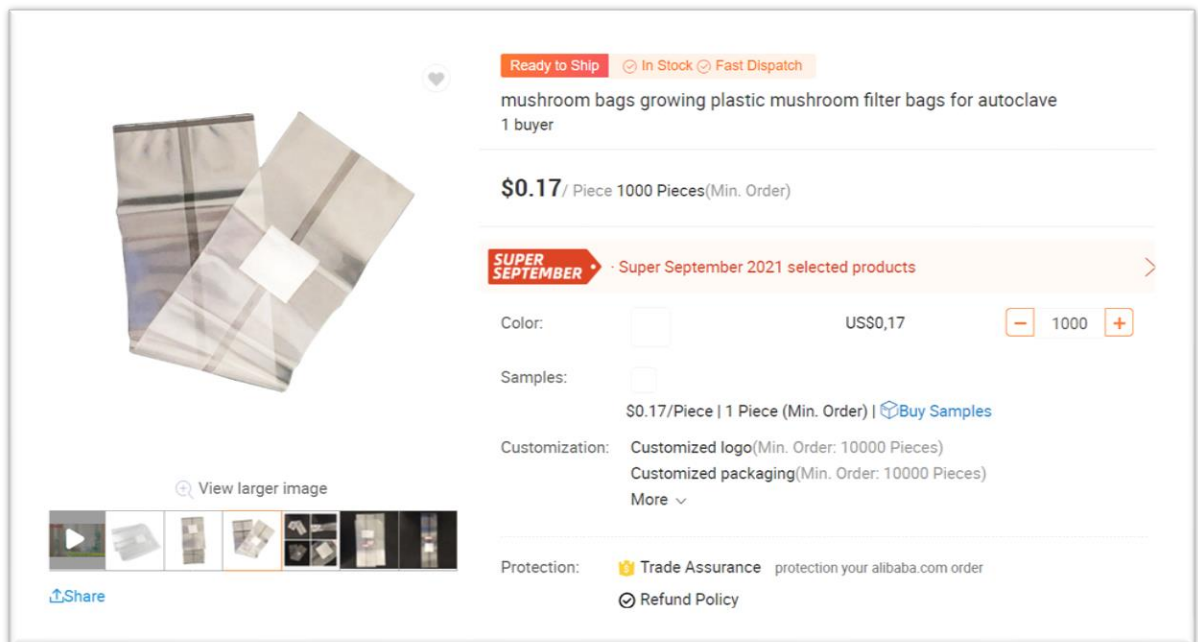 Ready to Ship In Stock Fast Dispatch
mushroom bags growing plastic mushroom filter bags for autoclave
1 buyer
$0.17/ Piece 1000 Pieces(Min. Order)
SUPER
SEPTEMBER
· Super September 2021 selected products
Color: US$0,17 − 1000 +
Samples:
$0.17/Piece | 1 Piece (Min. Order) | Buy Samples
Customization: Customized logo(Min. Order: 10000 Pieces)
Customized packaging(Min. Order: 10000 Pieces)
More
View larger image
Share
Protection: Trade Assurance protection your alibaba.com order
Refund Policy